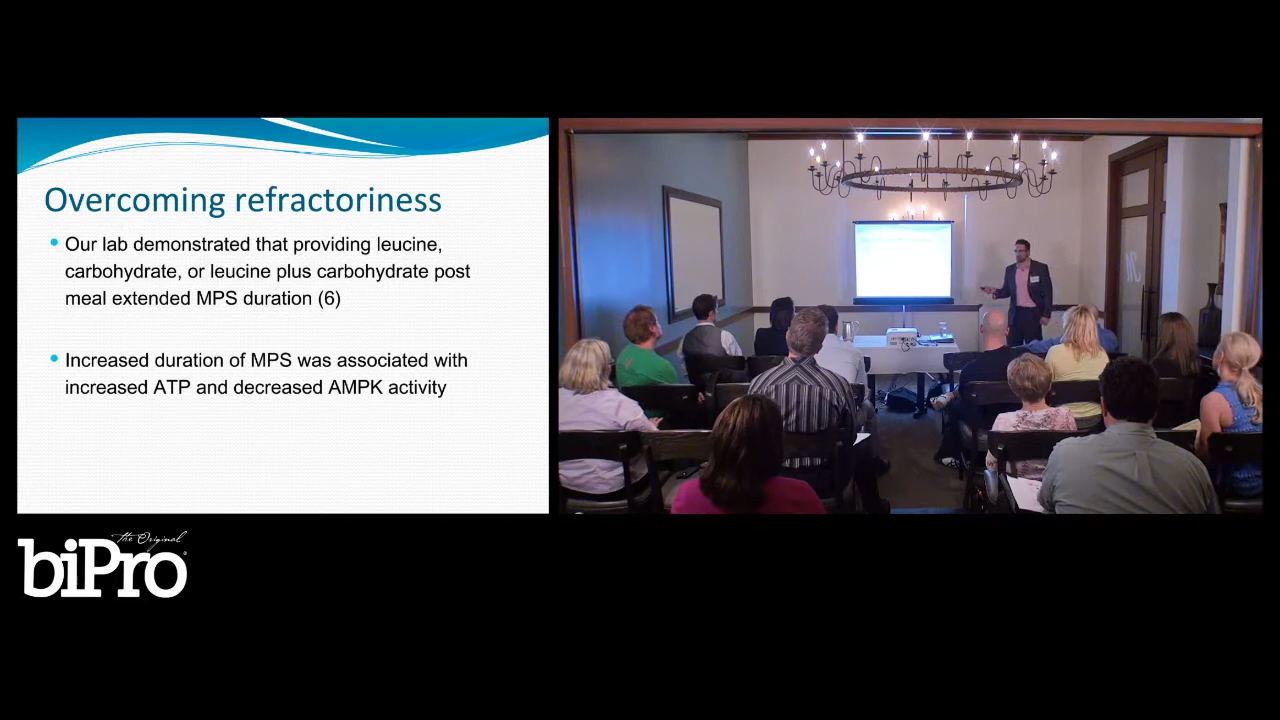 Overcoming refractoriness
Our lab demonstrated that providing leucine,
carbohydrate, or leucine plus carbohydrate post
meal extended MPS duration (6)
Increased duration of MPS was associated with
increased ATP and decreased AMPK activity
The Original
biPro